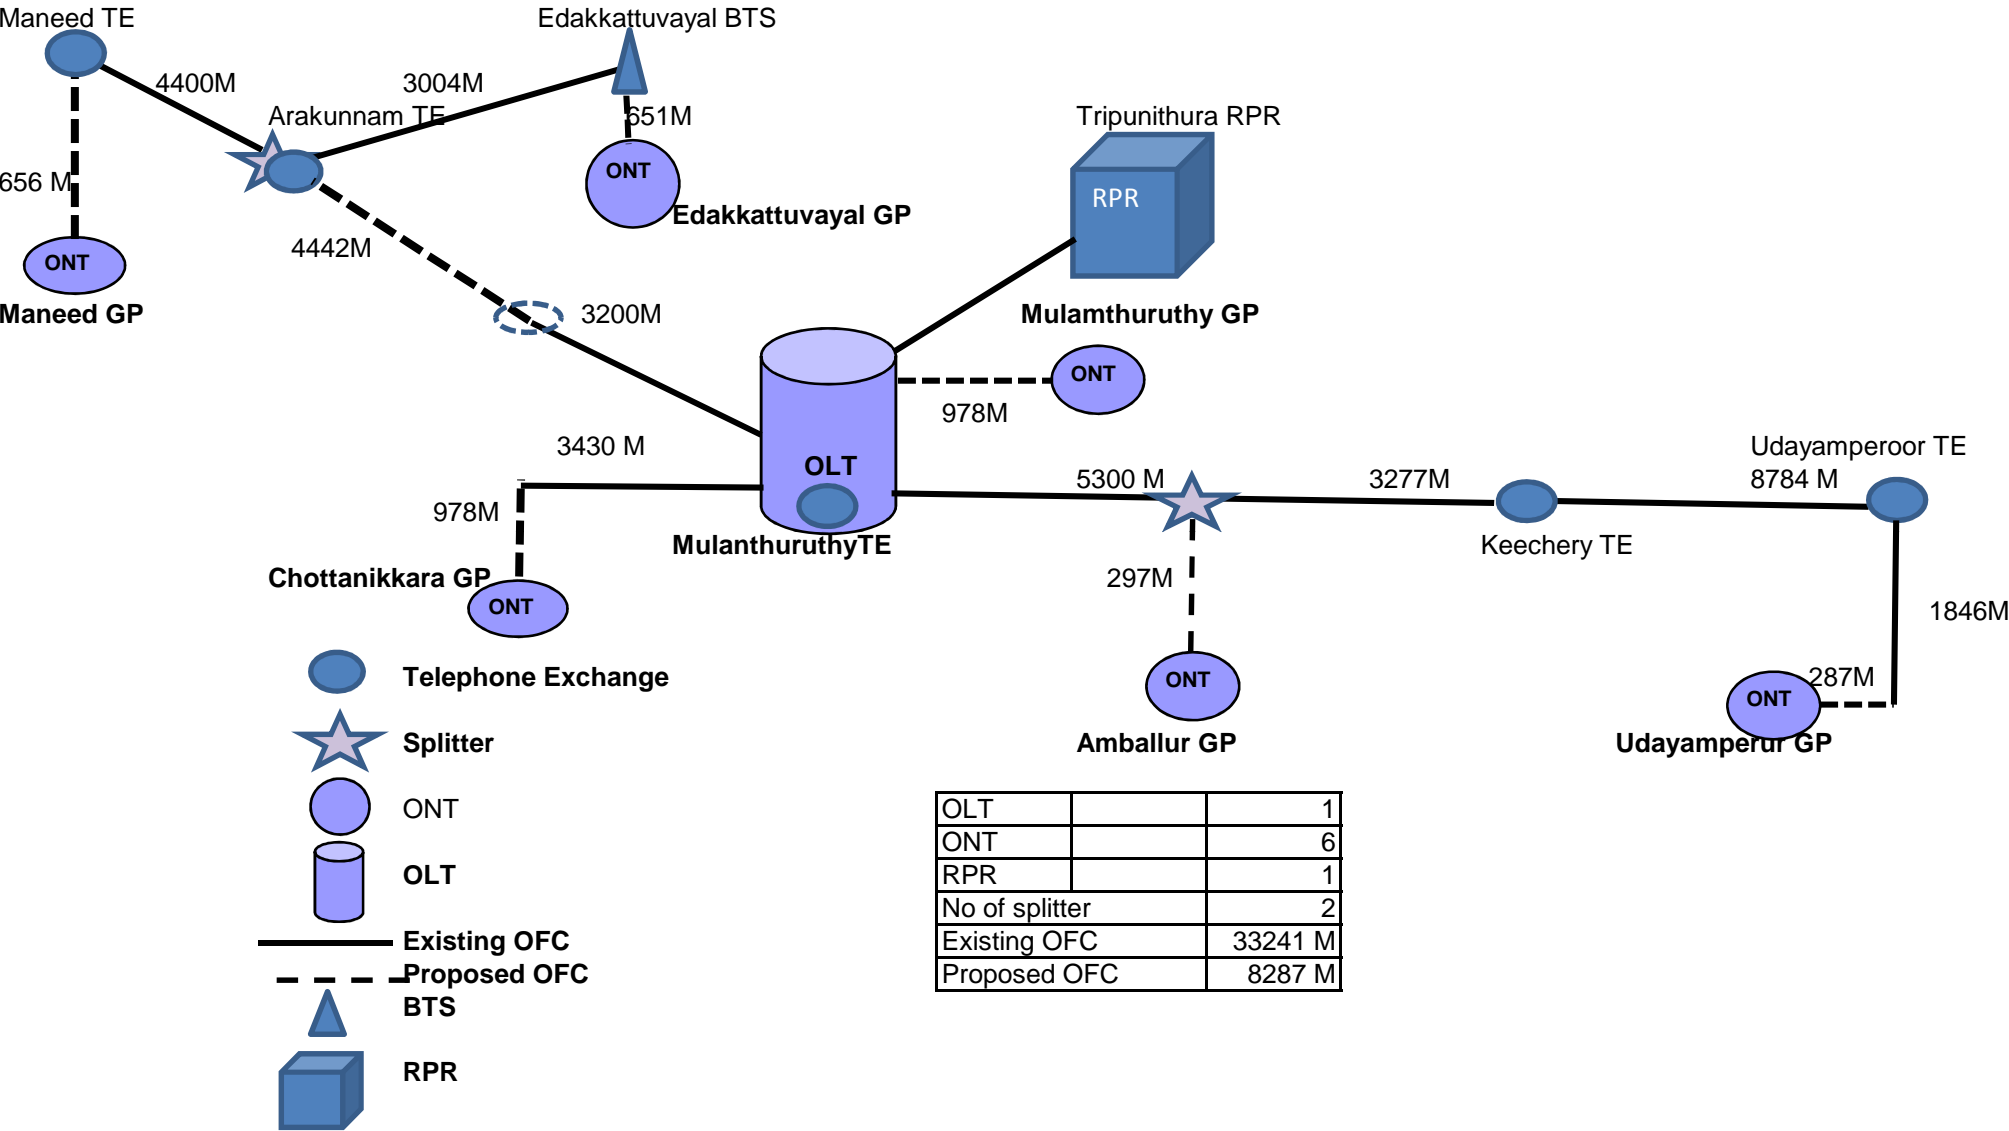 Maneed TE
Edakkattuvayal BTS
4400M
3004M
Arakunnam TE
651M
Tripunithura RPR
ONT
RPR
656 M
Edakkattuvayal GP
4442M
ONT
Maneed GP
3200M
Mulamthuruthy GP
ONT
978M
3430 M
OLT
5300 M
3277M
Udayamperoor TE
8784 M
978M
MulanthuruthyTE
Keechery TE
Chottanikkara GP
297M
ONT
1846M
Telephone Exchange
ONT
287M
ONT
Splitter
Amballur GP
Udayamperur GP
ONT
OLT 1
ONT 6
RPR 1
OLT
No of splitter 2
Existing OFC
Existing OFC 33241 M
Proposed OFC
Proposed OFC 8287 M
BTS
RPR